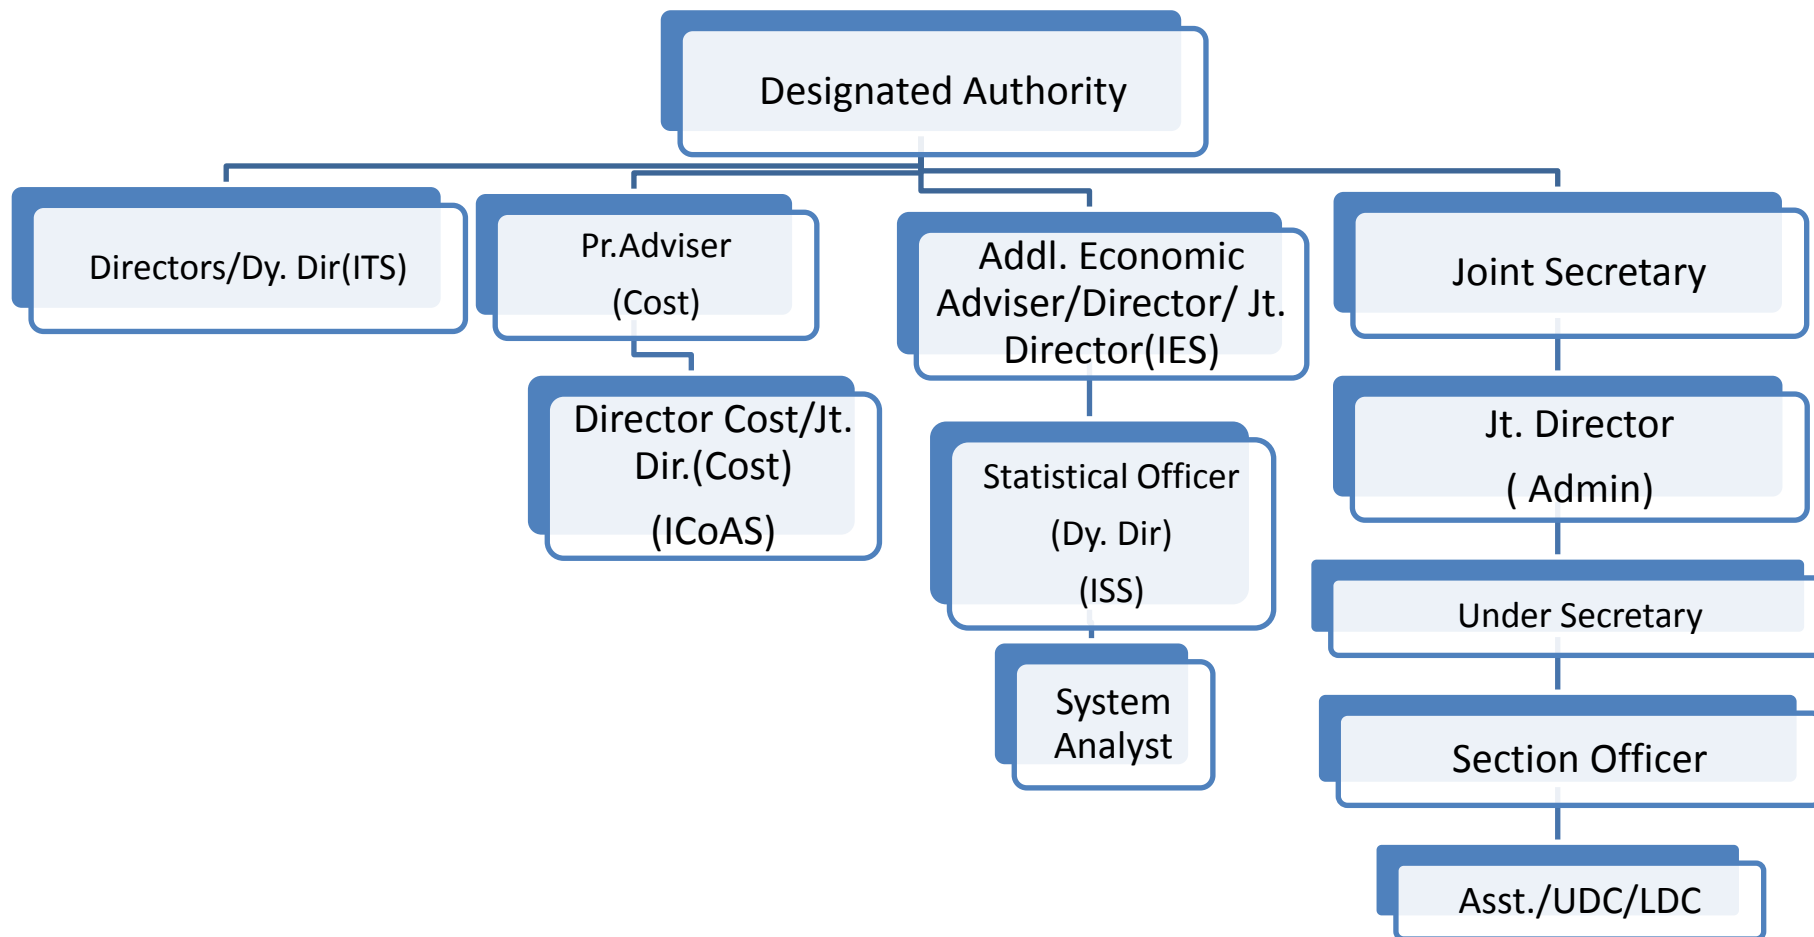 Designated Authority
Directors/Dy. Dir(ITS)
Pr.Adviser
(Cost)
Addl. Economic
Adviser/Director/ Jt.
Director(IES)
Joint Secretary
Director Cost/Jt.
Dir.(Cost)
(ICoAS)
Statistical Officer
(Dy. Dir)
(ISS)
Jt. Director
( Admin)
System
Analyst
Under Secretary
Section Officer
Asst./UDC/LDC